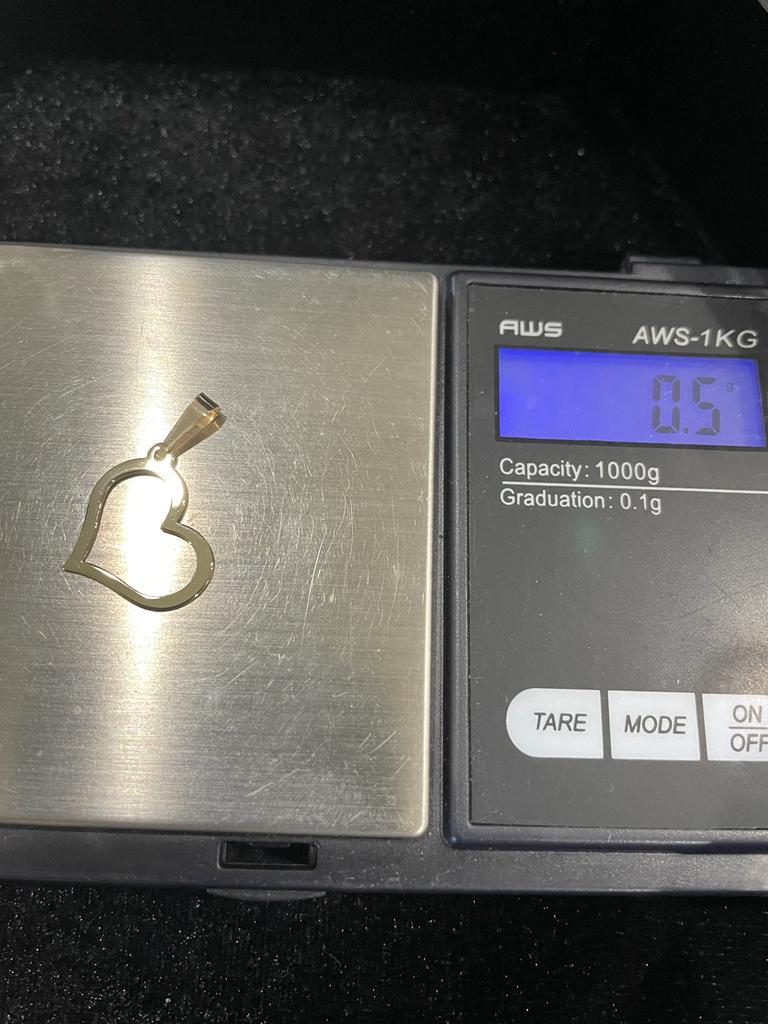 AWS AWS-1KG
0.5 g
Capacity: 1000g
Graduation: 0.1g
TARE MODE ON
OFF